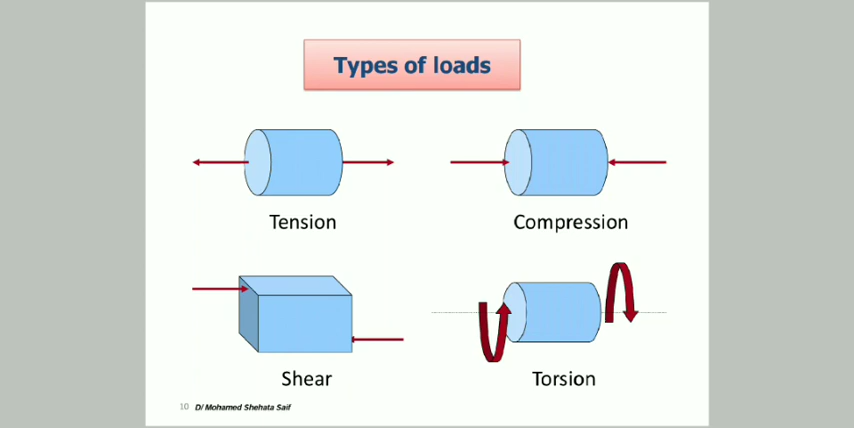 Types of loads
Tension
Compression
Shear
Torsion
10 D/ Mohamed Shehata Saif